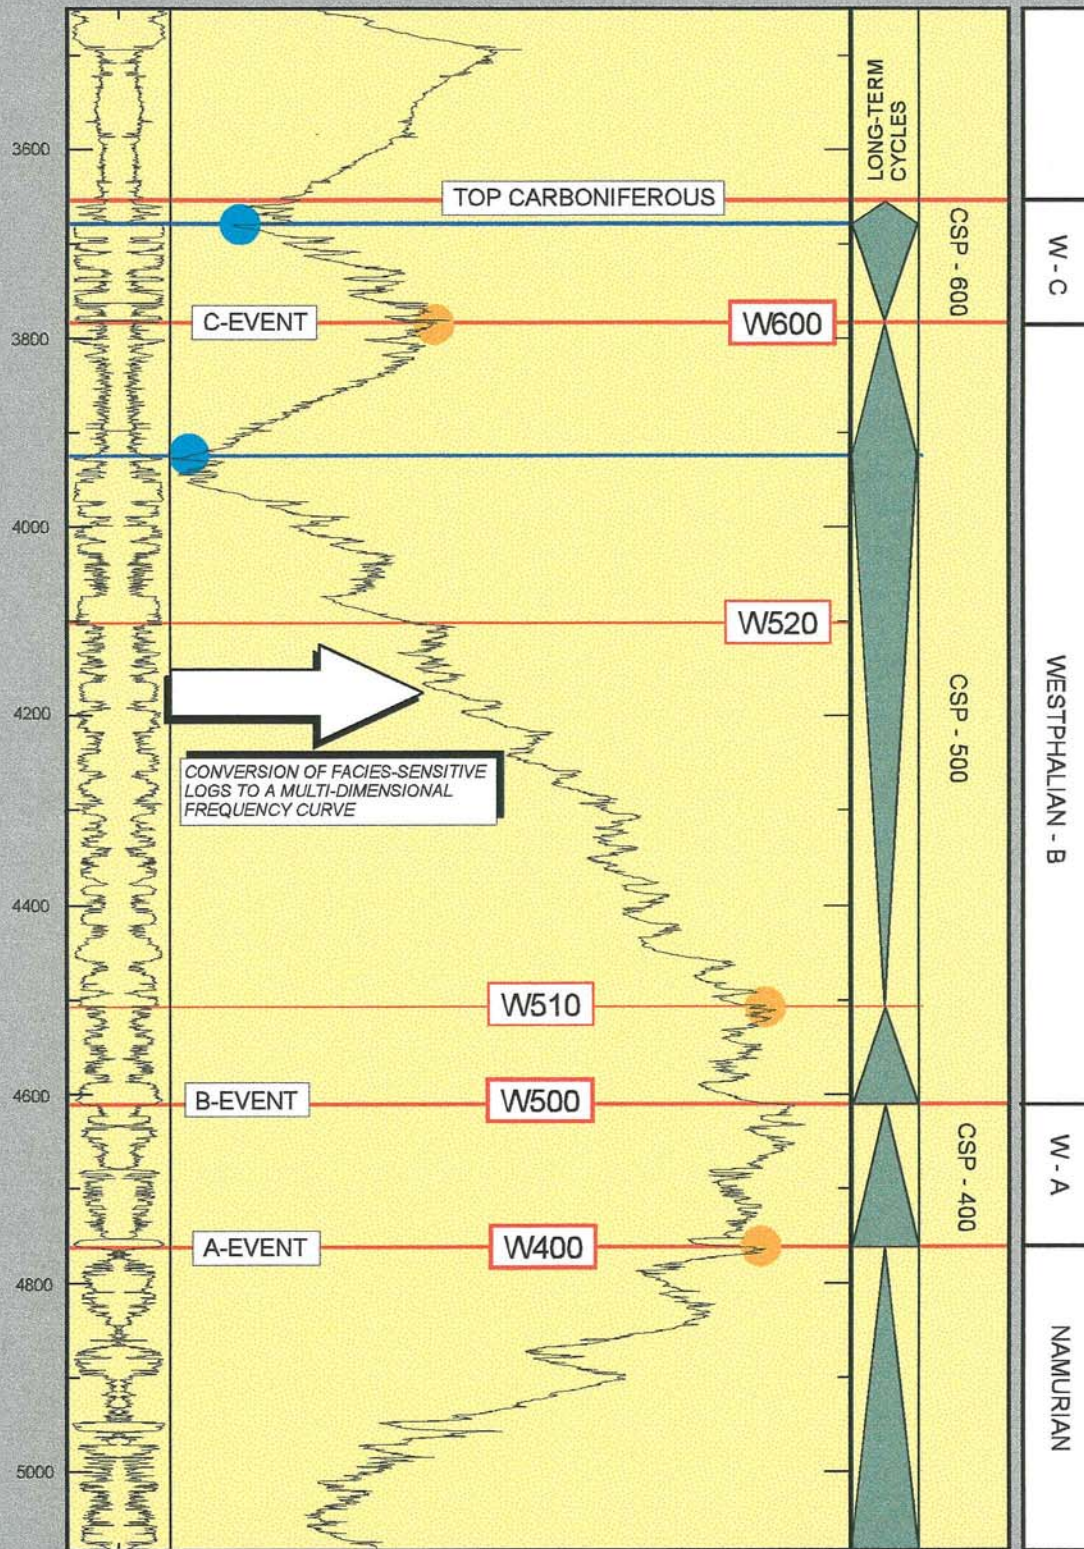 LONG-TERM
CYCLES
3600
TOP CARBONIFEROUS
CSP - 600
W - C
C-EVENT
W600
3800
4000
W520
4200
CONVERSION OF FACIES-SENSITIVE
LOGS TO A MULTI-DIMENSIONAL
FREQUENCY CURVE
CSP - 500
WESTPHALIAN - B
4400
W510
4600
B-EVENT
W500
CSP - 400
W - A
A-EVENT
W400
4800
NAMURIAN
5000